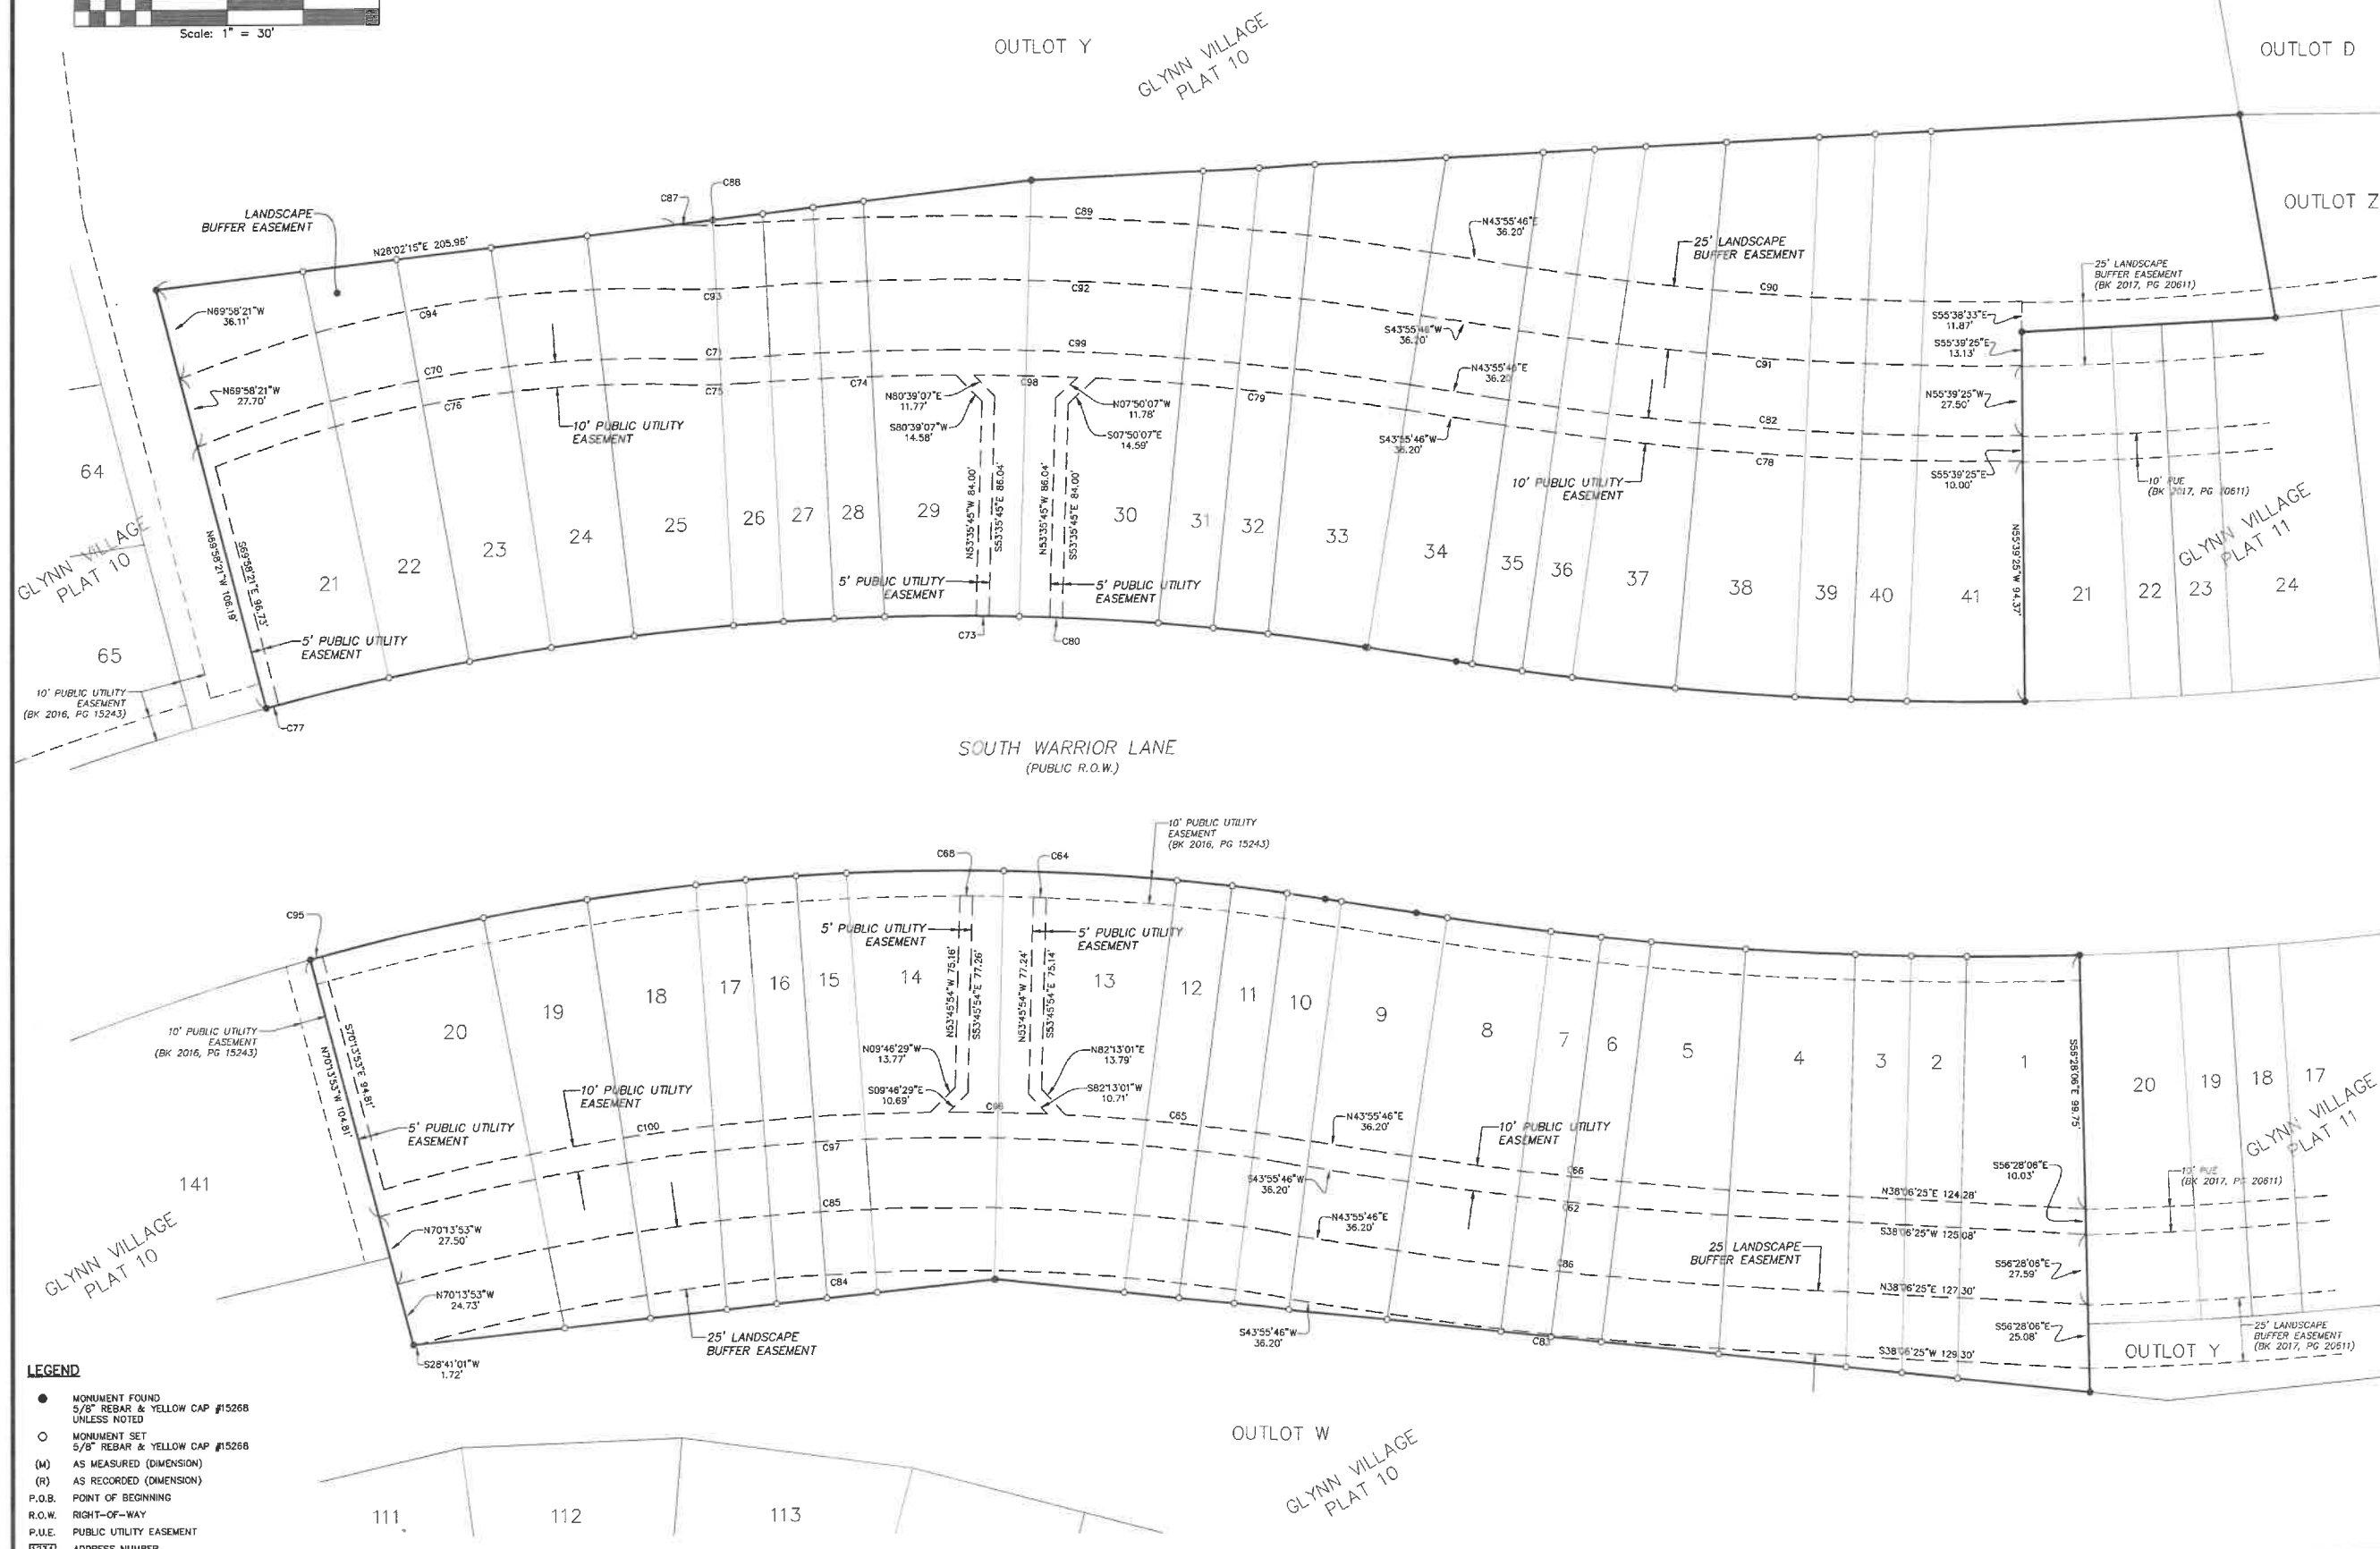 Scale: 1" = 30'
OUTLOT Y
GLYNN VILLAGE
PLAT 10
OUTLOT D
OUTLOT Z
LANDSCAPE
BUFFER EASEMENT
N28°02'15"E 205.96'
C87
C88
C89
N43°55'46"E
36.20'
25' LANDSCAPE
BUFFER EASEMENT
25' LANDSCAPE
BUFFER EASEMENT
(BK 2017, PG 20611)
N69°58'21"W
36.11'
C94
C93
C92
C90
S55°38'33"E
11.87'
S43°55'46"W
36.20'
S55°39'25"E
13.13'
C70
C71
C99
C91
N69°58'21"W
27.70'
C76
C75
C74
C98
N43°55'46"E
36.20'
N55°39'25"W
27.50'
N80°39'07"E
11.77'
N07°50'07"W
11.78'
C79
C82
10' PUBLIC UTILITY
EASEMENT
S80°39'07"W
14.58'
S07°50'07"E
14.59'
S43°55'46"W
36.20'
C78
S55°39'25"E
10.00'
10' PUBLIC UTILITY
EASEMENT
10' PUE
(BK 2017, PG 20611)
64
GLYNN VILLAGE
PLAT 10
65
N69°58'21"W 106.19'
S69°58'21"E 96.73'
21
22
23
24
25
26
27
28
29
N53°35'45"W 84.00'
S53°35'45"E 86.04'
N53°35'45"W 86.04'
S53°35'45"E 84.00'
30
31
32
33
34
35
36
37
38
39
40
41
N55°39'25"W 94.37'
21
22
23
24
GLYNN VILLAGE
PLAT 11
5' PUBLIC UTILITY
EASEMENT
5' PUBLIC UTILITY
EASEMENT
5' PUBLIC UTILITY
EASEMENT
C73
C80
10' PUBLIC UTILITY
EASEMENT
(BK 2016, PG 15243)
C77
SOUTH WARRIOR LANE
(PUBLIC R.O.W.)
10' PUBLIC UTILITY
EASEMENT
(BK 2016, PG 15243)
C68
C64
C95
5' PUBLIC UTILITY
EASEMENT
5' PUBLIC UTILITY
EASEMENT
20
19
18
17
16
15
14
N53°45'54"W 75.16'
S53°45'54"E 77.26'
N53°45'54"W 77.24'
S53°45'54"E 75.14'
13
12
11
10
9
8
7
6
5
4
3
2
1
S56°28'06"E 99.75'
20
19
18
17
GLYNN VILLAGE
PLAT 11
10' PUBLIC UTILITY
EASEMENT
(BK 2016, PG 15243)
N70°13'53"W 104.81'
S70°13'53"E 94.81'
N09°46'29"W
13.77'
N82°13'01"E
13.79'
S09°46'29"E
10.69'
S82°13'01"W
10.71'
10' PUBLIC UTILITY
EASEMENT
5' PUBLIC UTILITY
EASEMENT
C100
C96
C65
N43°55'46"E
36.20'
10' PUBLIC UTILITY
EASEMENT
C97
C66
S43°55'46"W
36.20'
S56°28'06"E
10.03'
10' PUE
(BK 2017, PG 20611)
N38°06'25"E 124.28'
141
GLYNN VILLAGE
PLAT 10
C85
C62
N43°55'46"E
36.20'
S38°06'25"W 125.08'
N70°13'53"W
27.50'
25' LANDSCAPE
BUFFER EASEMENT
C86
S56°28'06"E
27.59'
C84
N38°06'25"E 127.30'
N70°13'53"W
24.73'
25' LANDSCAPE
BUFFER EASEMENT
S43°55'46"W
36.20'
C83
S56°28'06"E
25.08'
S38°06'25"W 129.30'
OUTLOT Y
25' LANDSCAPE
BUFFER EASEMENT
(BK 2017, PG 20611)
S28°41'01"W
1.72'
OUTLOT W
GLYNN VILLAGE
PLAT 10
111
112
113
LEGEND
MONUMENT FOUND
5/8" REBAR & YELLOW CAP #15268
UNLESS NOTED
MONUMENT SET
5/8" REBAR & YELLOW CAP #15268
(M) AS MEASURED (DIMENSION)
(R) AS RECORDED (DIMENSION)
P.O.B. POINT OF BEGINNING
R.O.W. RIGHT-OF-WAY
P.U.E. PUBLIC UTILITY EASEMENT
1234 ADDRESS NUMBER